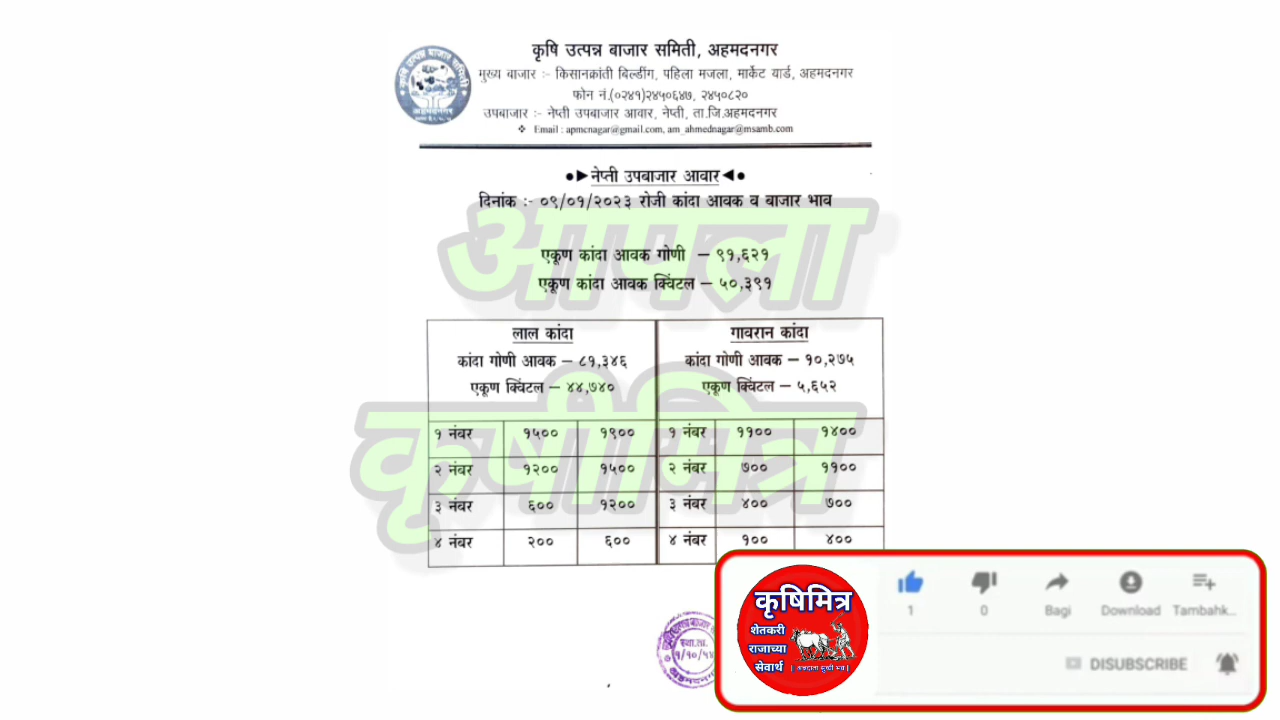 कृषि उत्पन्न बाजार समिती, अहमदनगर
मुख्य बाजार :- किसानक्रांती बिल्डींग, पहिला मजला, मार्केट यार्ड, अहमदनगर
फोन नं.(०२४१)२४५०६४७, २४५०८२०
उपबाजार :- नेप्ती उपबाजार आवार, नेप्ती, ता.जि.अहमदनगर
❖ Email : apmcnagar@gmail.com, am_ahmednagar@msamb.com
●►नेप्ती उपबाजार आवार◄●
दिनांक :- ०९/०१/२०२३ रोजी कांदा आवक व बाजार भाव
आपला
एकूण कांदा आवक गोणी – ९१,६२१
एकूण कांदा आवक क्विंटल – ५०,३९१
लाल कांदा गावरान कांदा
कांदा गोणी आवक – ८१,३४६ कांदा गोणी आवक – १०,२७५
एकूण क्विंटल – ४४,७४० एकूण क्विंटल – ५,६५२
कृषीमित्र
१ नंबर १५०० १९०० १ नंबर ११०० १४००
२ नंबर १२०० १५०० २ नंबर ७०० ११००
३ नंबर ६०० १२०० ३ नंबर ४०० ७००
४ नंबर २०० ६०० ४ नंबर १०० ४००
कृषिमित्र
शेतकरी
राजाच्या
सेवार्थ
1 0 Bagi Download Tambahk...
DISUBSCRIBE